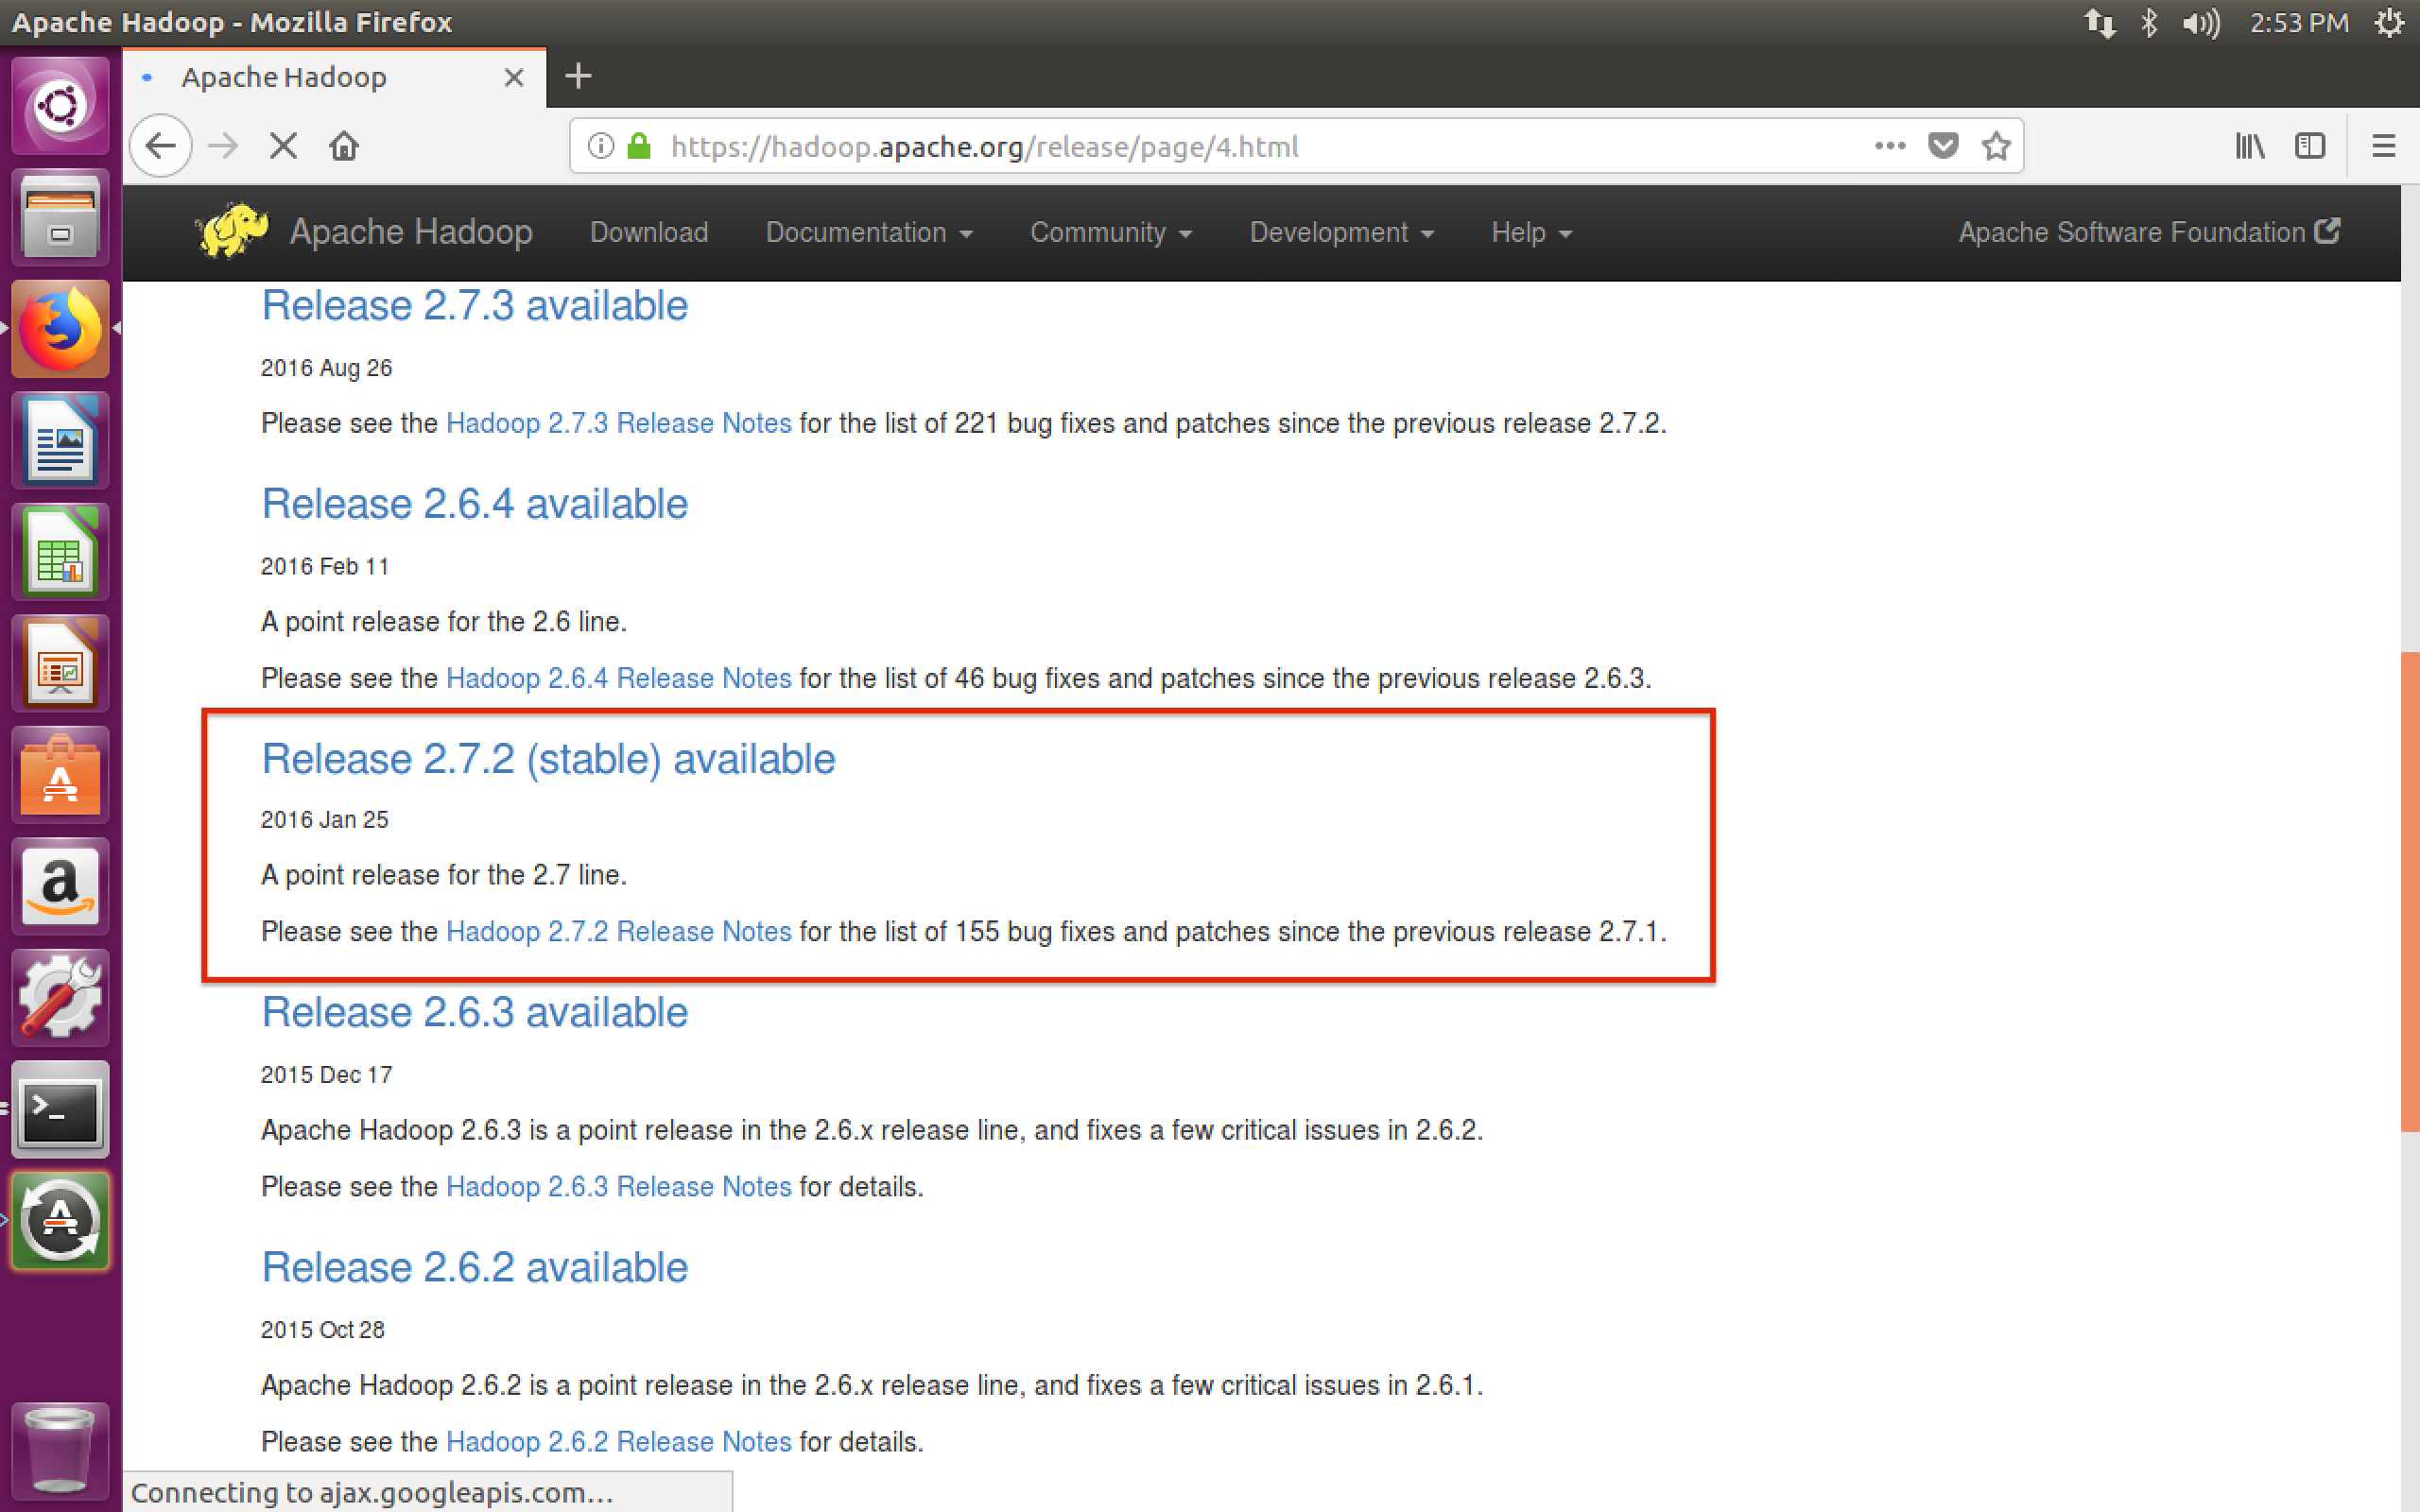 Apache Hadoop - Mozilla Firefox
2:53 PM
Apache Hadoop
https://hadoop.apache.org/release/page/4.html
Apache Hadoop Download Documentation Community Development Help Apache Software Foundation
Release 2.7.3 available
2016 Aug 26
Please see the Hadoop 2.7.3 Release Notes for the list of 221 bug fixes and patches since the previous release 2.7.2.
Release 2.6.4 available
2016 Feb 11
A point release for the 2.6 line.
Please see the Hadoop 2.6.4 Release Notes for the list of 46 bug fixes and patches since the previous release 2.6.3.
Release 2.7.2 (stable) available
2016 Jan 25
A point release for the 2.7 line.
Please see the Hadoop 2.7.2 Release Notes for the list of 155 bug fixes and patches since the previous release 2.7.1.
Release 2.6.3 available
2015 Dec 17
Apache Hadoop 2.6.3 is a point release in the 2.6.x release line, and fixes a few critical issues in 2.6.2.
Please see the Hadoop 2.6.3 Release Notes for details.
Release 2.6.2 available
2015 Oct 28
Apache Hadoop 2.6.2 is a point release in the 2.6.x release line, and fixes a few critical issues in 2.6.1.
Please see the Hadoop 2.6.2 Release Notes for details.
Connecting to ajax.googleapis.com...